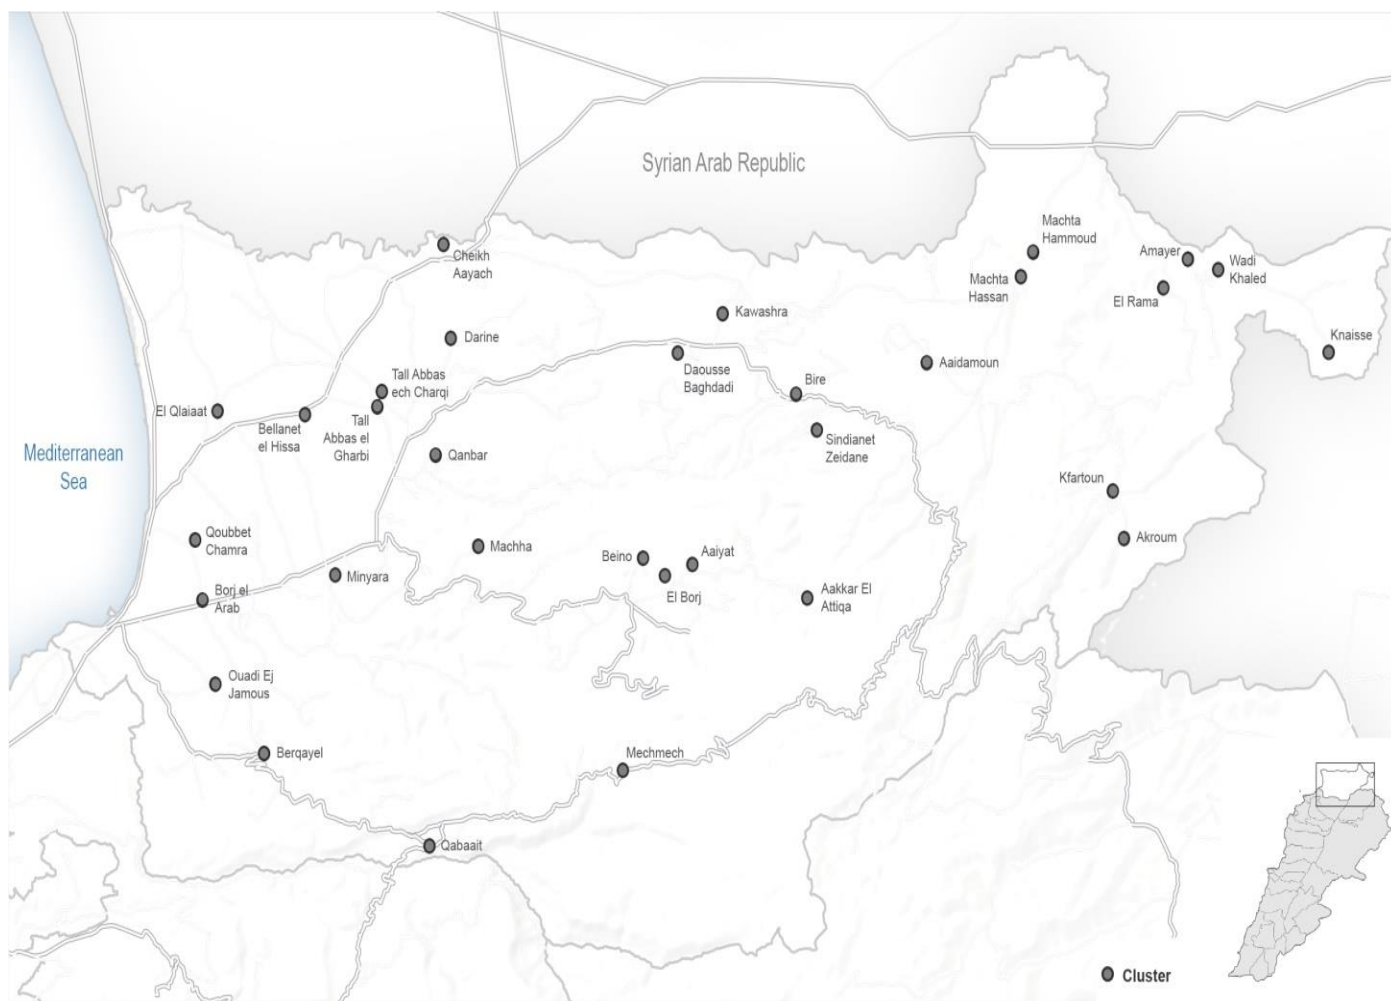 Syrian Arab Republic
Machta
Hammoud
Cheikh
Aayach
Amayer
Wadi
Khaled
Machta
Hassan
El Rama
Kawashra
Darine
Knaisse
Daousse
Baghdadi
Aaidamoun
Tall Abbas
ech Charqi
Bire
El Qlaiaat
Bellanet
el Hissa
Tall
Abbas el
Gharbi
Sindianet
Zeidane
Mediterranean
Sea
Qanbar
Kfartoun
Qoubbet
Chamra
Machha
Beino
Aaiyat
Akroum
Minyara
El Borj
Borj el
Arab
Aakkar El
Attiqa
Ouadi Ej
Jamous
Berqayel
Mechmech
Qabaait
Cluster